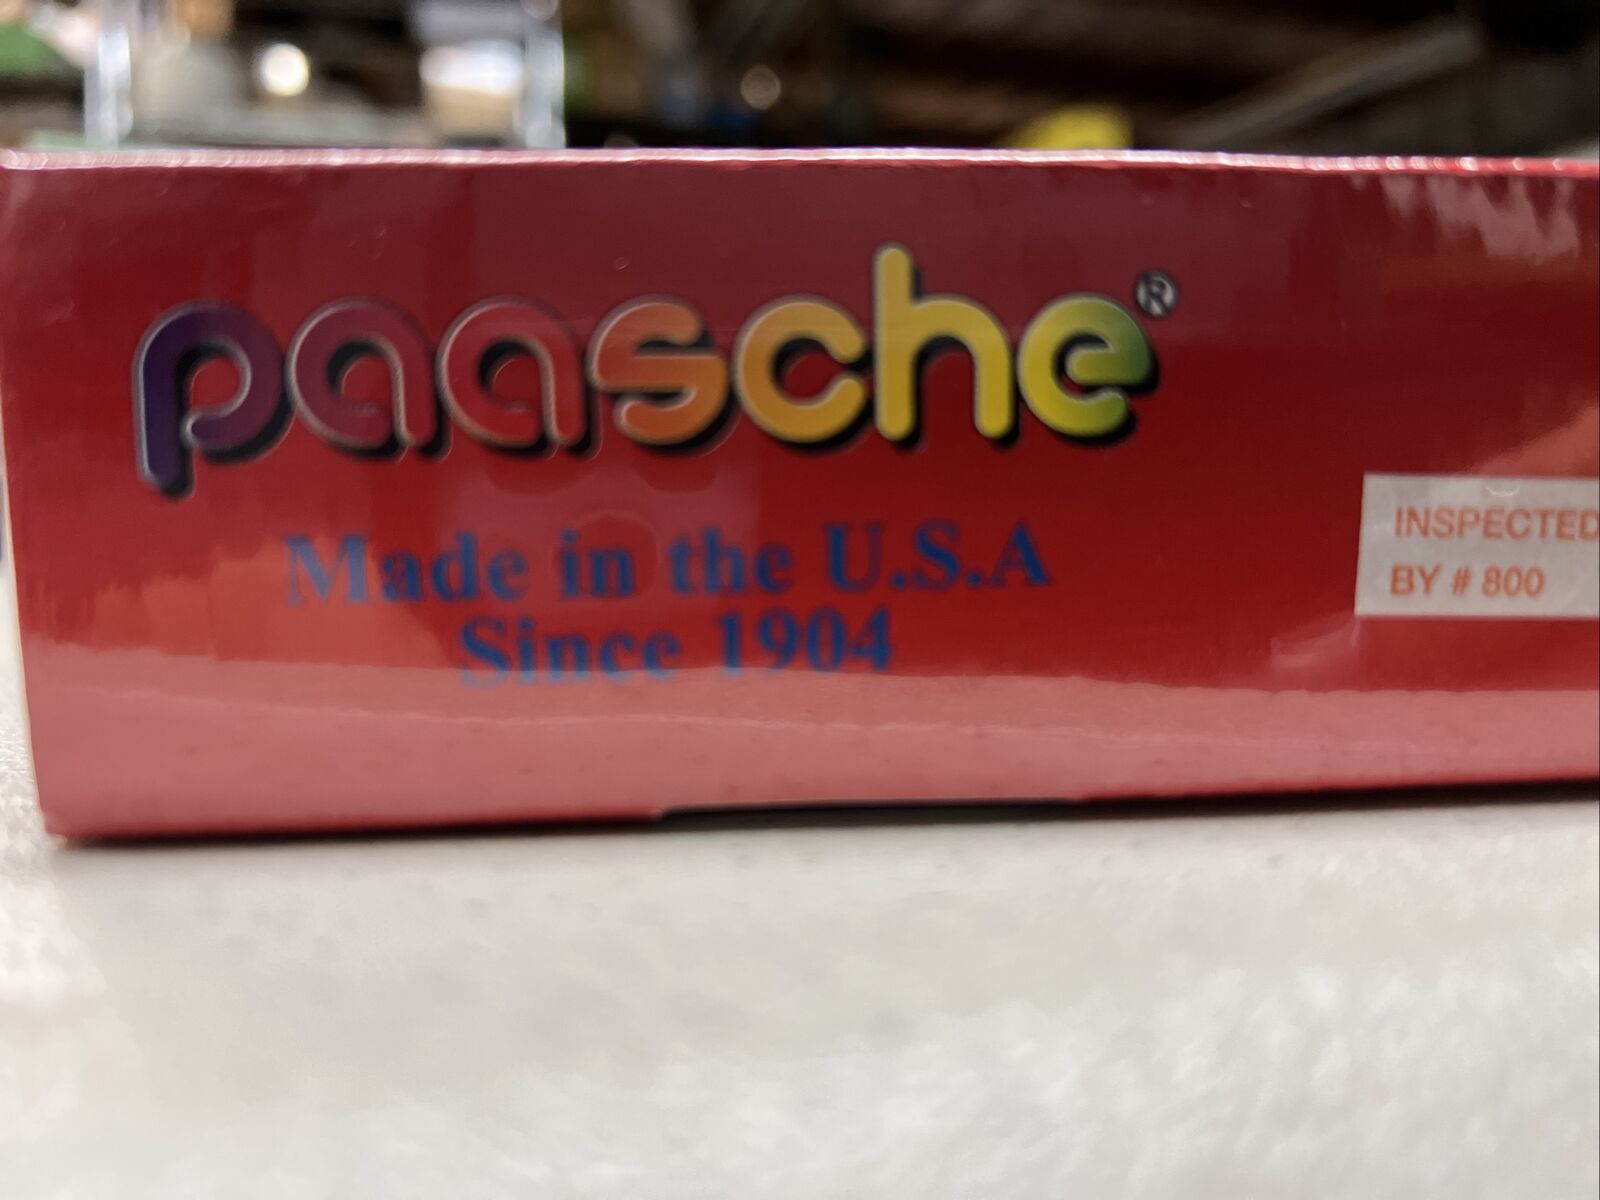 paasche®
Made in the U.S.A
Since 1904
INSPECTED
BY # 800